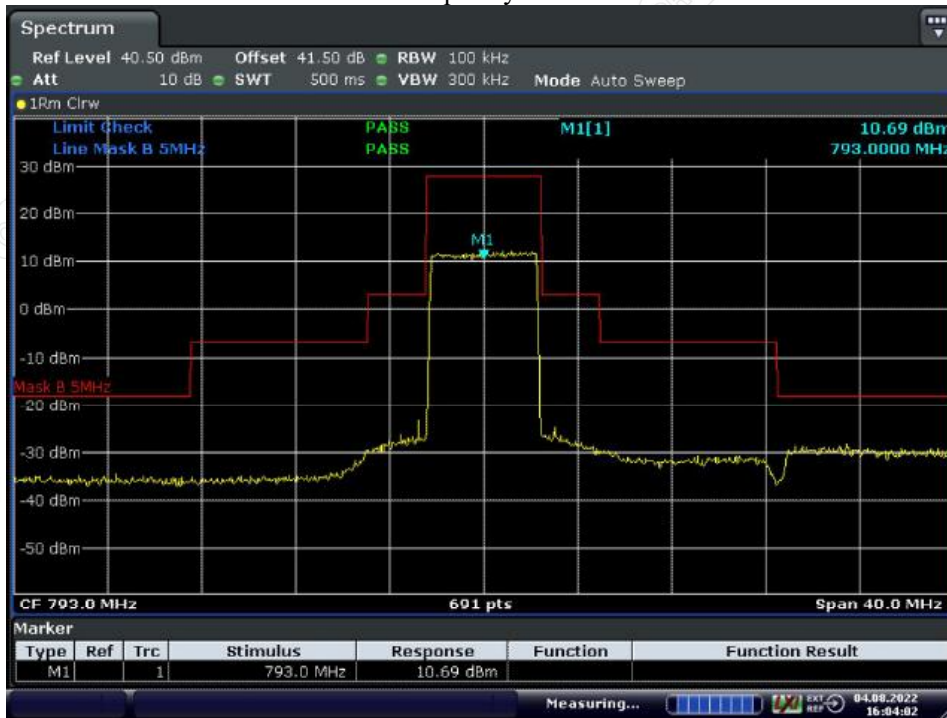 Spectrum
Ref Level 40.50 dBm Offset 41.50 dB RBW 100 kHz
Att 10 dB SWT 500 ms VBW 300 kHz Mode Auto Sweep
1Rm Clrw
Limit Check PASS M1[1] 10.69 dBm
Line Mask B 5MHz PASS 793.0000 MHz
30 dBm
20 dBm
M1
10 dBm
0 dBm
-10 dBm
Mask B 5MHz
-20 dBm
-30 dBm
-40 dBm
-50 dBm
CF 793.0 MHz 691 pts Span 40.0 MHz
Marker
Type Ref Trc Stimulus Response Function Function Result
M1 1 793.0 MHz 10.69 dBm
Measuring... LXI EXT REF 04.08.2022
16:04:02